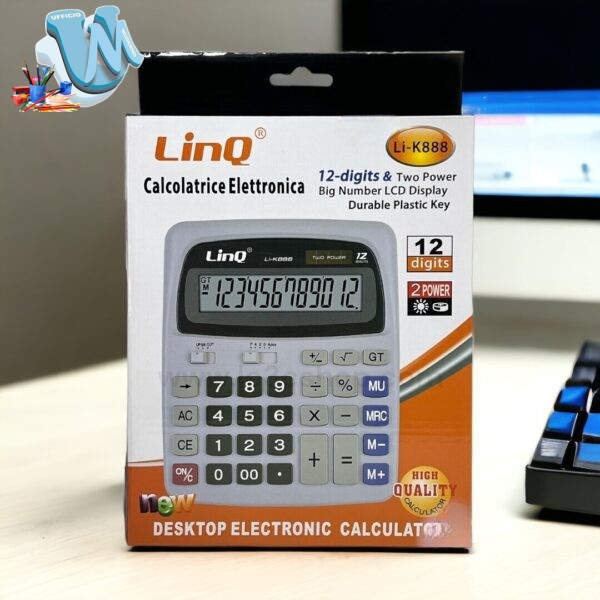 UFFICIO
LinQ®
Li-K888
Calcolatrice Elettronica
12-digits & Two Power
Big Number LCD Display
Durable Plastic Key
12
digits
2 POWER
LinQ®
Li-K888
TWO POWER
12
DIGITS
GT
M
-123456789012.
+/- √ GT
→ 7 8 9 ÷ % MU
AC 4 5 6 X − MRC
CE 1 2 3 + = M−
ON/C 0 00 • M+
new
HIGH
QUALITY
CALCULATOR
DESKTOP ELECTRONIC CALCULATOR